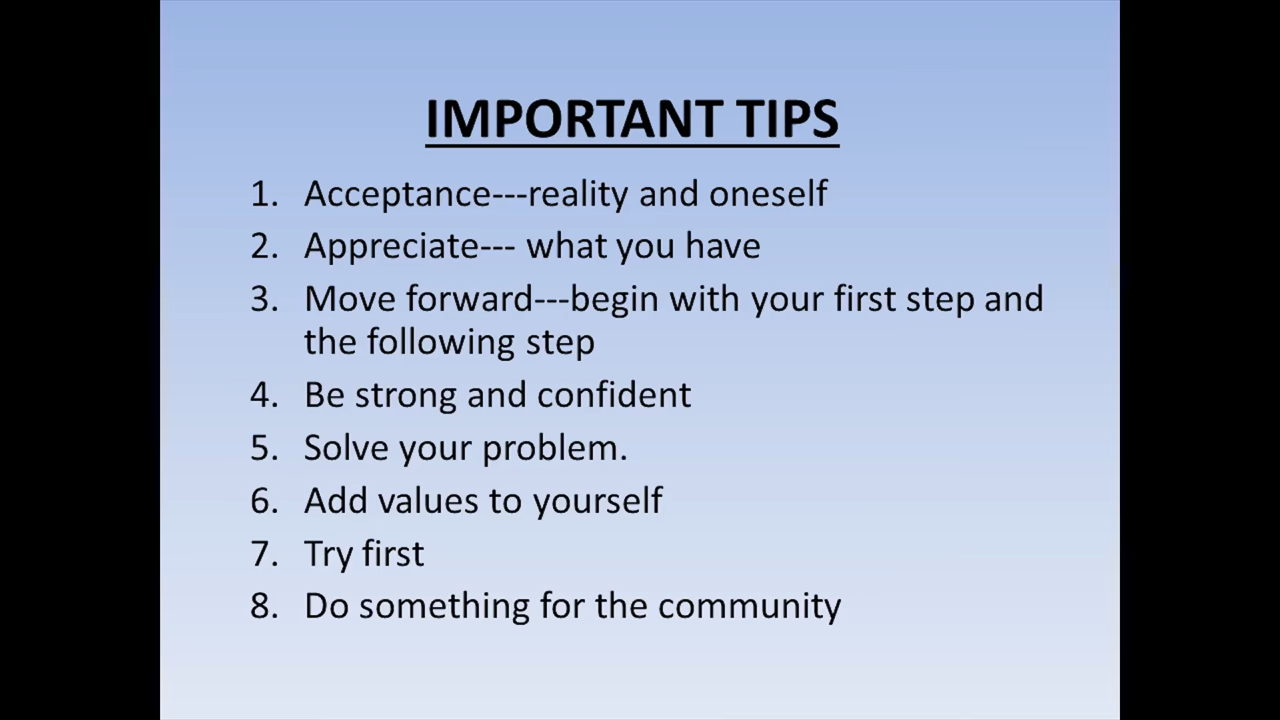 IMPORTANT TIPS
1. Acceptance---reality and oneself
2. Appreciate--- what you have
3. Move forward---begin with your first step and
the following step
4. Be strong and confident
5. Solve your problem.
6. Add values to yourself
7. Try first
8. Do something for the community